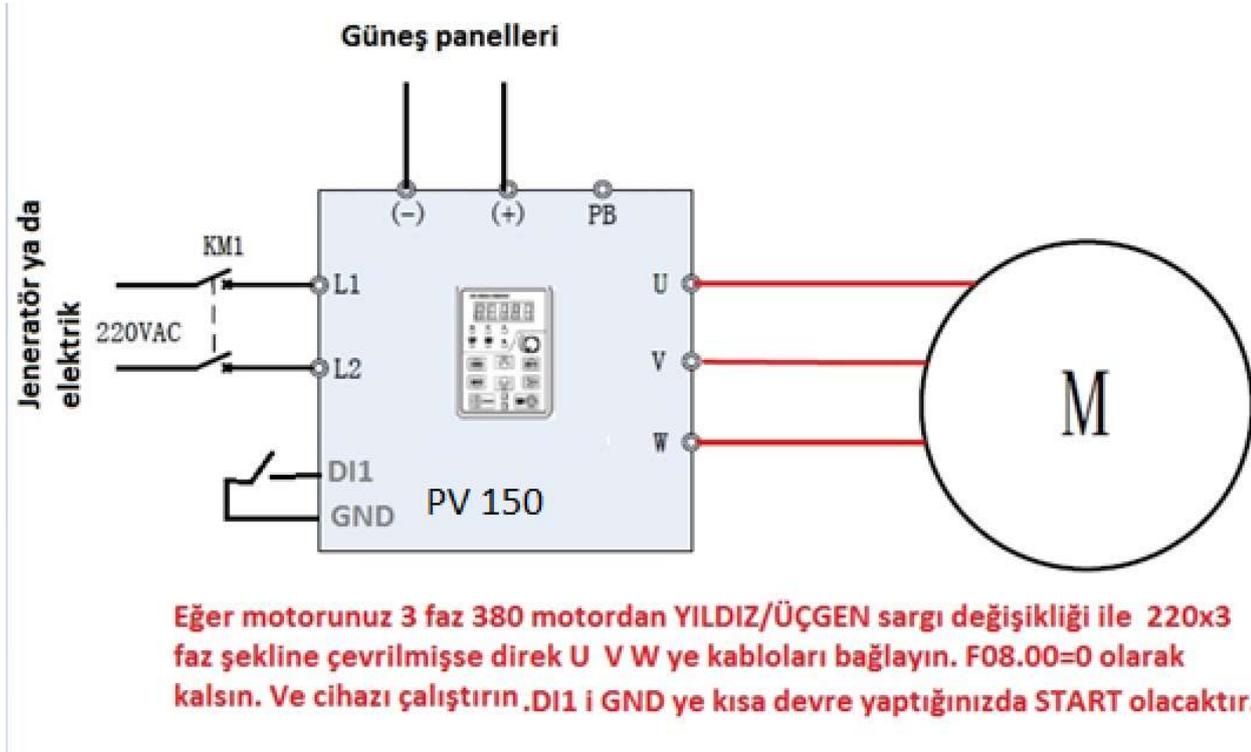 Güneş panelleri
(-) (+) PB
Jeneratör ya da
elektrik
KM1
220VAC
L1
L2
U
V
W
M
DI1
GND
PV 150
Eğer motorunuz 3 faz 380 motordan YILDIZ/ÜÇGEN sargı değişikliği ile 220x3
faz şekline çevrilmişse direk U V W ye kabloları bağlayın. F08.00=0 olarak
kalsın. Ve cihazı çalıştırın .DI1 i GND ye kısa devre yaptığınızda START olacaktır.